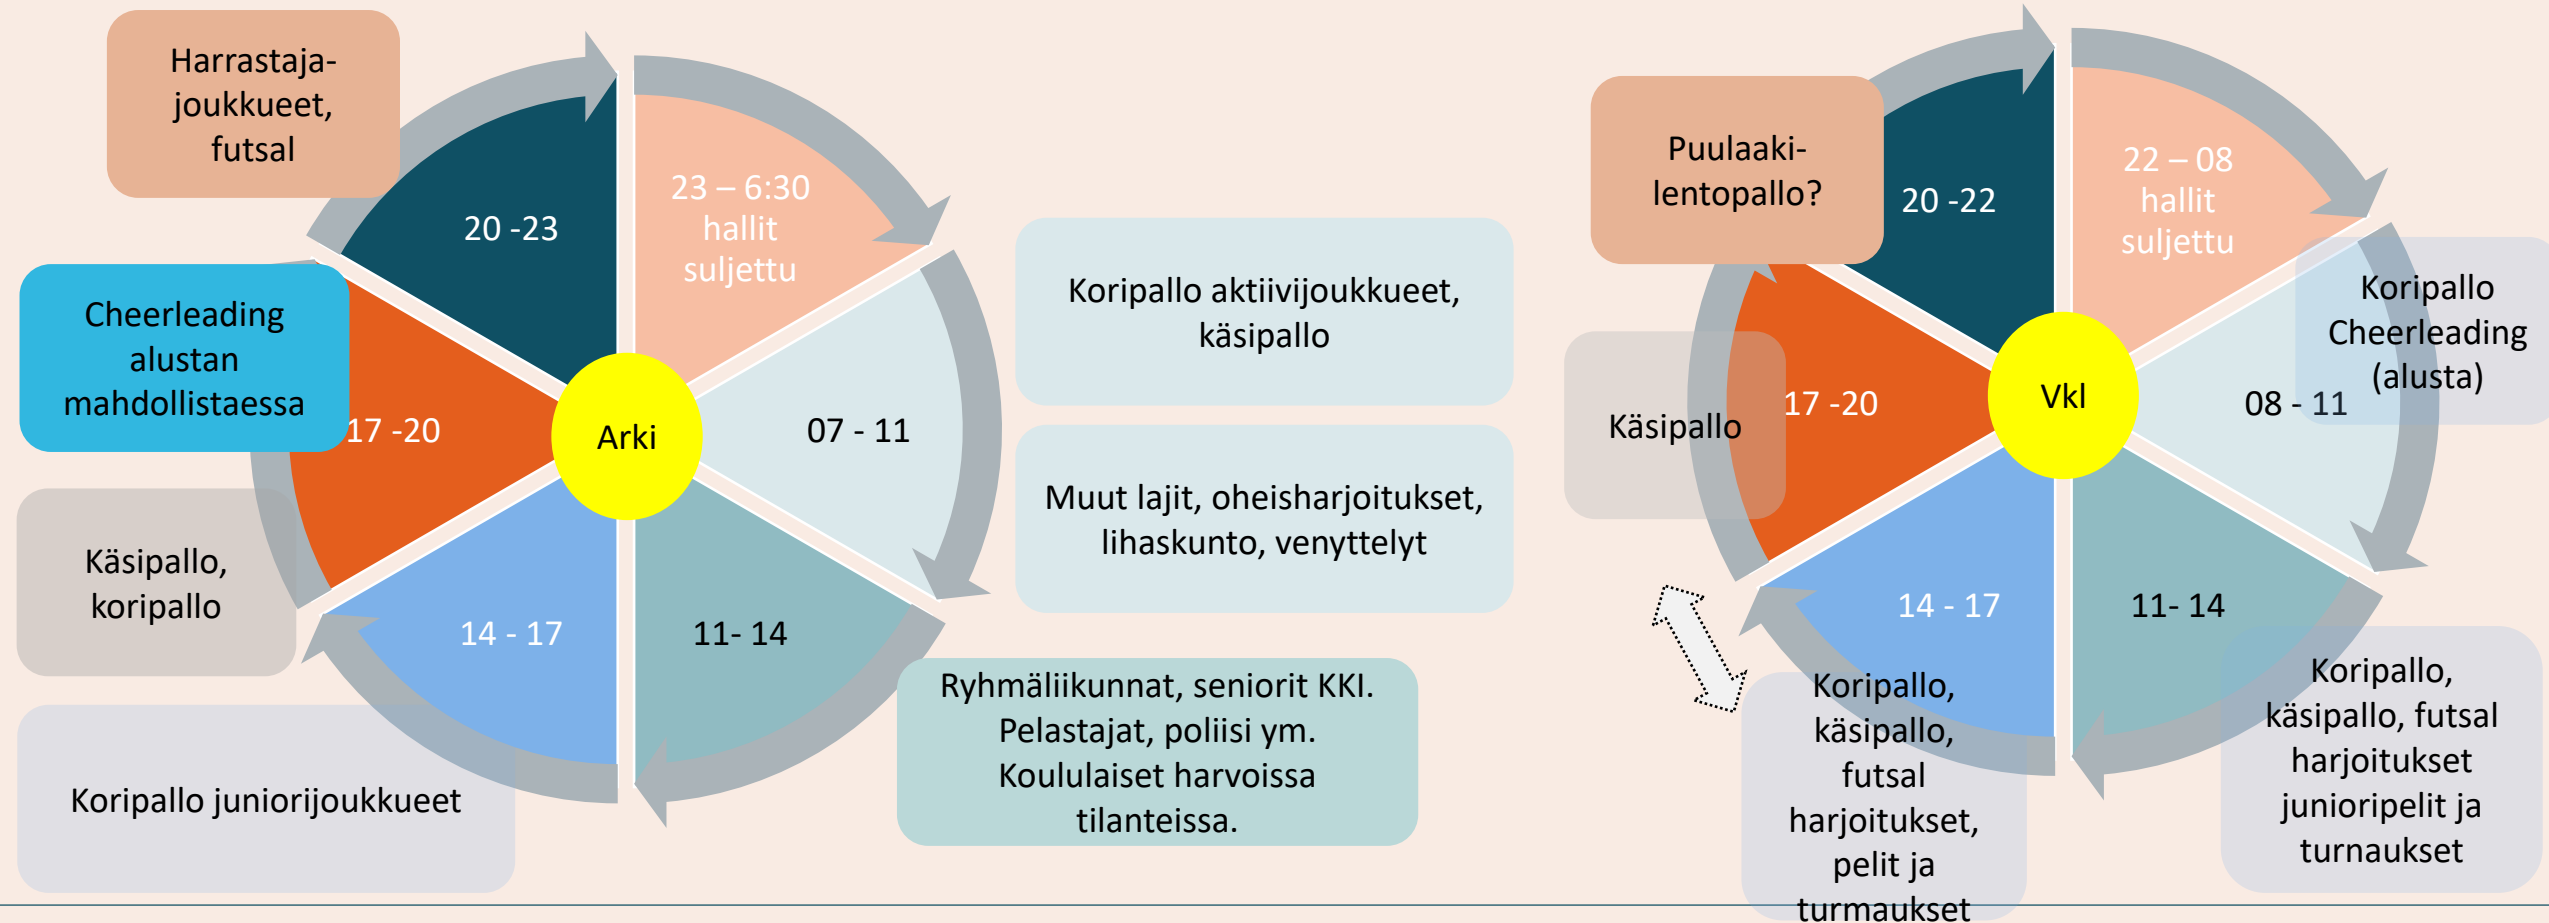 Harrastaja-
joukkueet,
futsal
20 -23
23 – 6:30
hallit
suljettu
Cheerleading
alustan
mahdollistaessa
17 -20
Arki
07 - 11
Koripallo aktiivijoukkueet,
käsipallo
Muut lajit, oheisharjoitukset,
lihaskunto, venyttelyt
Käsipallo,
koripallo
14 - 17
11- 14
Koripallo juniorijoukkueet
Ryhmäliikunnat, seniorit KKI.
Pelastajat, poliisi ym.
Koululaiset harvoissa
tilanteissa.
Puulaaki-
lentopallo?
20 -22
22 – 08
hallit
suljettu
Koripallo
Cheerleading
(alusta)
Käsipallo
17 -20
Vkl
08 - 11
14 - 17
11- 14
Koripallo,
käsipallo,
futsal
harjoitukset,
pelit ja
turmaukset
Koripallo,
käsipallo, futsal
harjoitukset
junioripelit ja
turnaukset